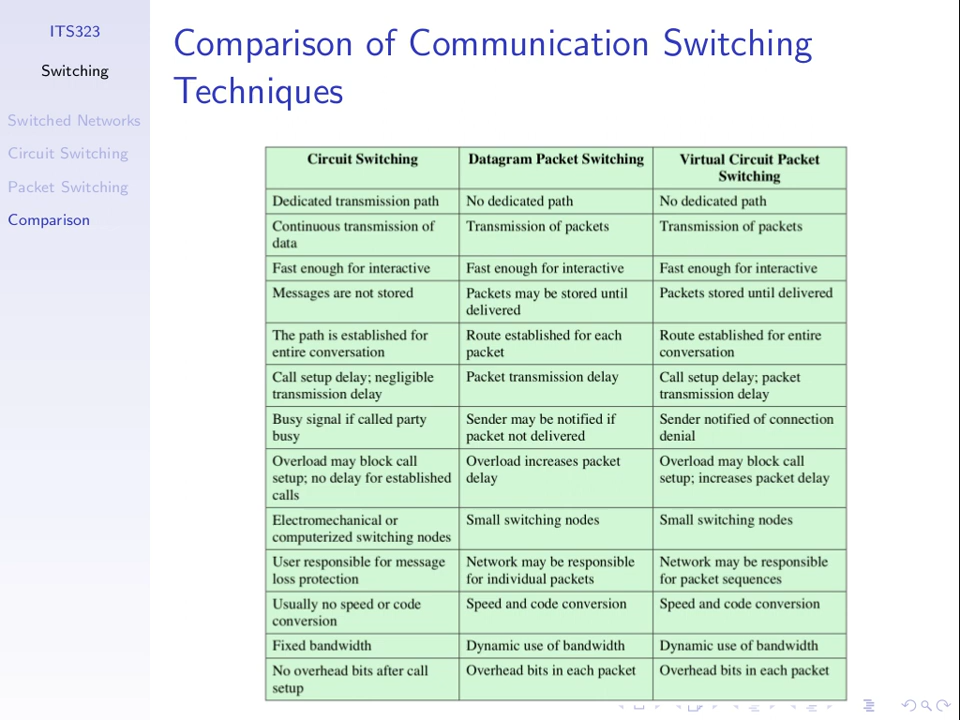 ITS323
Switching
Switched Networks
Circuit Switching
Packet Switching
Comparison
Comparison of Communication Switching
Techniques
Circuit Switching
Datagram Packet Switching
Virtual Circuit Packet
Switching
Dedicated transmission path
No dedicated path
No dedicated path
Continuous transmission of
data
Transmission of packets
Transmission of packets
Fast enough for interactive
Fast enough for interactive
Fast enough for interactive
Messages are not stored
Packets may be stored until
delivered
Packets stored until delivered
The path is established for
entire conversation
Route established for each
packet
Route established for entire
conversation
Call setup delay; negligible
transmission delay
Packet transmission delay
Call setup delay; packet
transmission delay
Busy signal if called party
busy
Sender may be notified if
packet not delivered
Sender notified of connection
denial
Overload may block call
setup; no delay for established
calls
Overload increases packet
delay
Overload may block call
setup; increases packet delay
Electromechanical or
computerized switching nodes
Small switching nodes
Small switching nodes
User responsible for message
loss protection
Network may be responsible
for individual packets
Network may be responsible
for packet sequences
Usually no speed or code
conversion
Speed and code conversion
Speed and code conversion
Fixed bandwidth
Dynamic use of bandwidth
Dynamic use of bandwidth
No overhead bits after call
setup
Overhead bits in each packet
Overhead bits in each packet